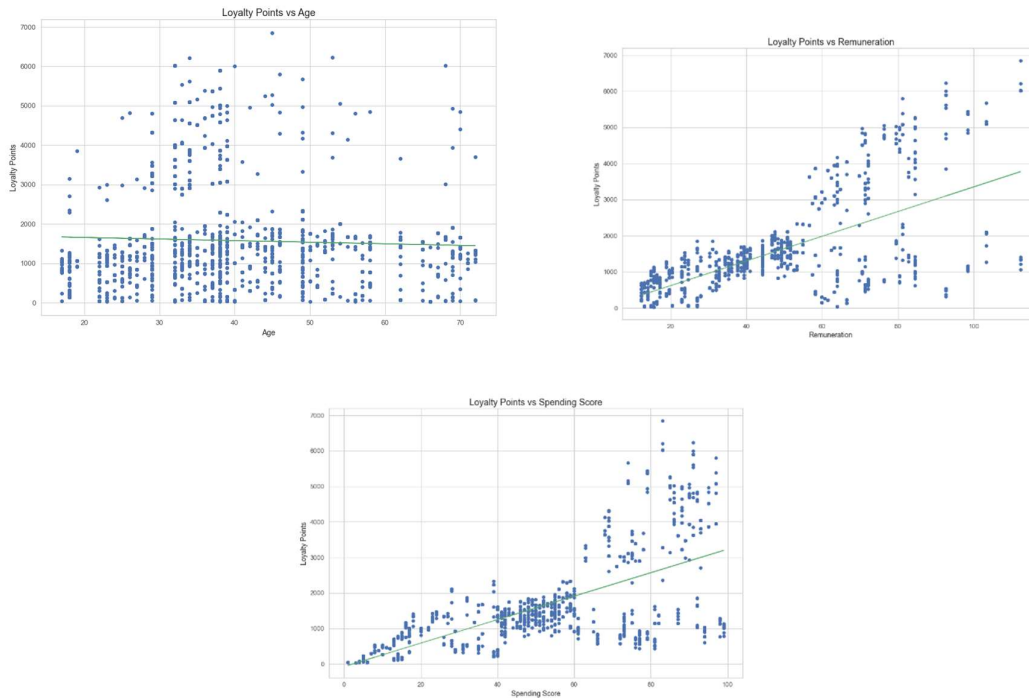 Loyalty Points vs Age
7000
6000
5000
4000
3000
2000
1000
0
Loyalty Points
20 30 40 50 60 70
Age
Loyalty Points vs Remuneration
7000
6000
5000
4000
3000
2000
1000
0
Loyalty Points
20 40 60 80 100
Remuneration
Loyalty Points vs Spending Score
7000
6000
5000
4000
3000
2000
1000
0
Loyalty Points
0 20 40 60 80 100
Spending Score